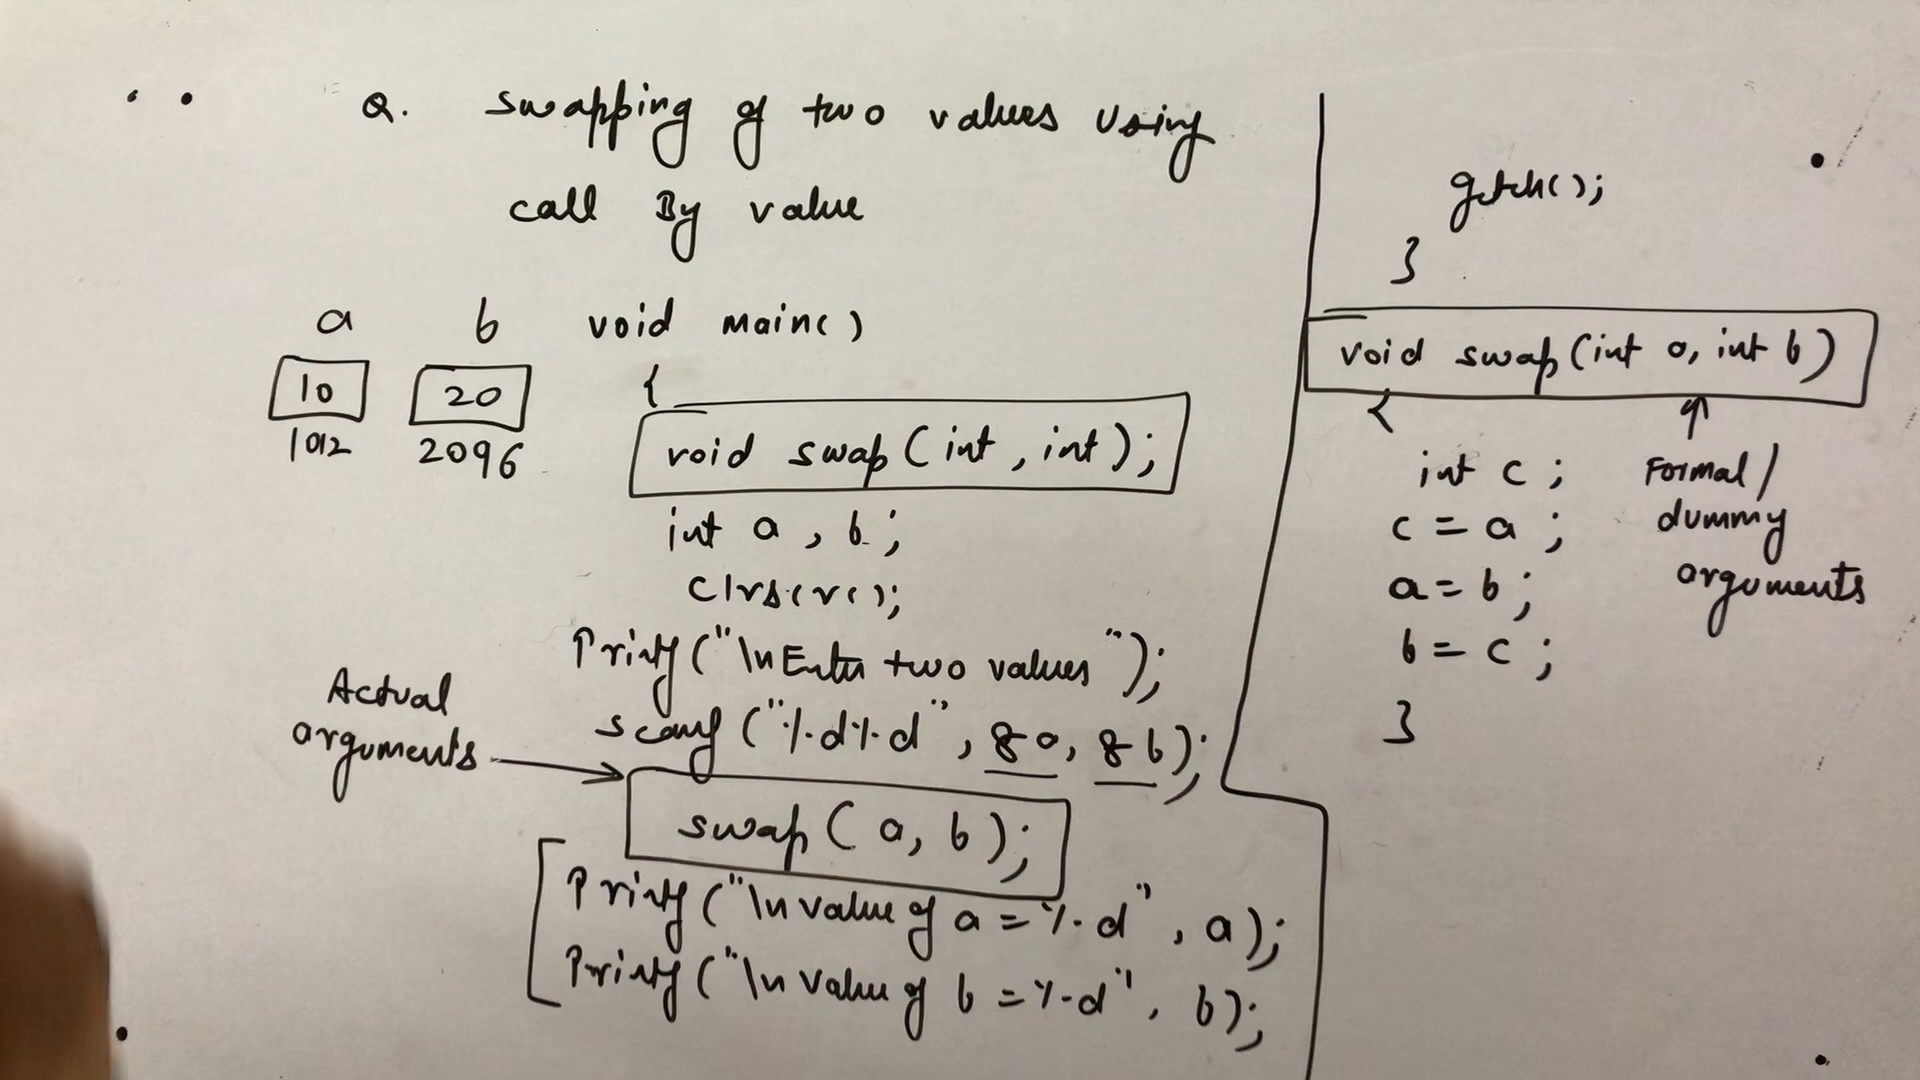 Q. Swapping of two values Using
call By value
a b
10 20
1012 2096
void main()
{
void swap(int, int);
int a, b;
clrscr();
Printf("\nEnter two values");
scanf("%d%d", &a, &b);
Actual
arguments
swap(a, b);
Printf("\nvalue of a = %d", a);
Printf("\nvalue of b = %d", b);
getch();
}
void swap(int a, int b)
{
int c;
c = a;
a = b;
b = c;
}
Formal/
dummy
arguments